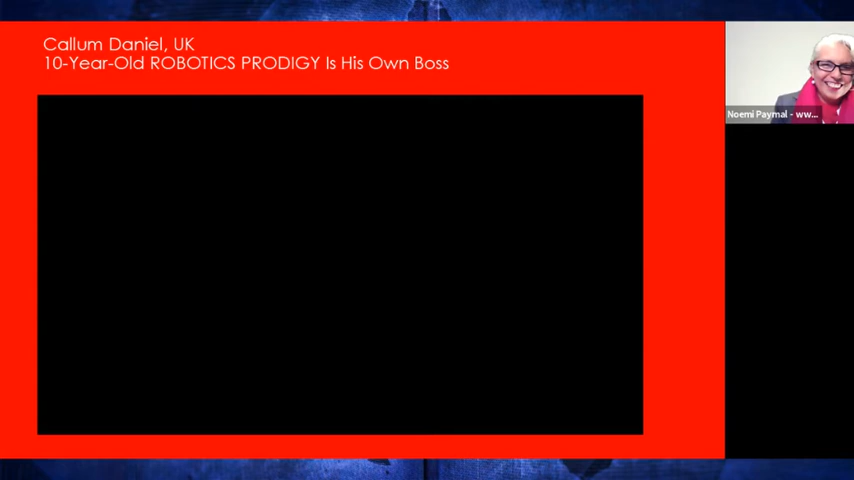 Callum Daniel, UK
10-Year-Old ROBOTICS PRODIGY Is His Own Boss
Noemi Paymal - ww...